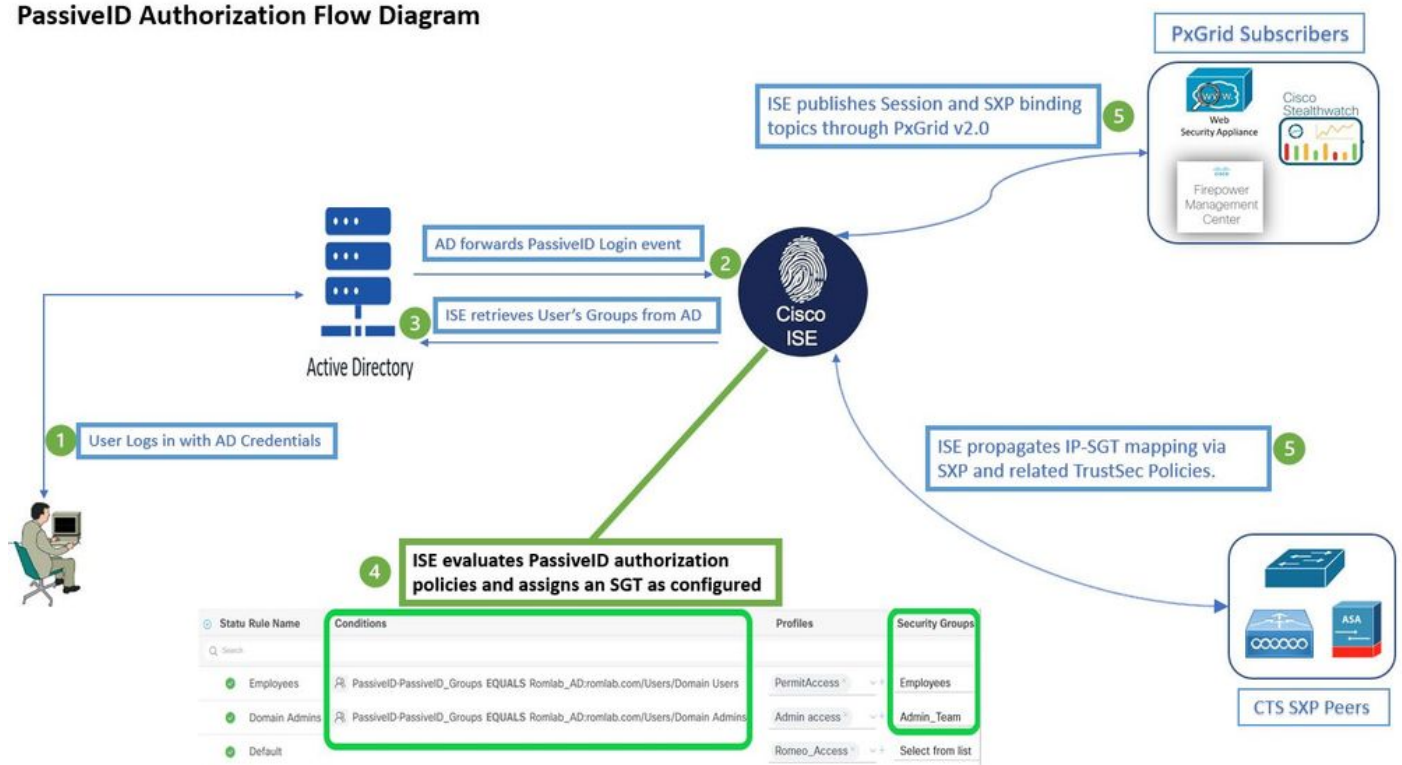 PassiveID Authorization Flow Diagram
PxGrid Subscribers
ISE publishes Session and SXP binding
topics through PxGrid v2.0
5
www.
Web
Security Appliance
Cisco
Stealthwatch
Firepower
Management
Center
AD forwards PassiveID Login event
2
ISE retrieves User's Groups from AD
3
Cisco
ISE
Active Directory
1
User Logs in with AD Credentials
ISE propagates IP-SGT mapping via
SXP and related TrustSec Policies.
5
4
ISE evaluates PassiveID authorization
policies and assigns an SGT as configured
ASA
CTS SXP Peers
Statu Rule Name Conditions Profiles Security Groups
Search
Employees PassiveID·PassiveID_Groups EQUALS Romlab_AD:romlab.com/Users/Domain Users PermitAccess × Employees
Domain Admins PassiveID·PassiveID_Groups EQUALS Romlab_AD:romlab.com/Users/Domain Admins Admin access × Admin_Team
Default Romeo_Access × Select from list